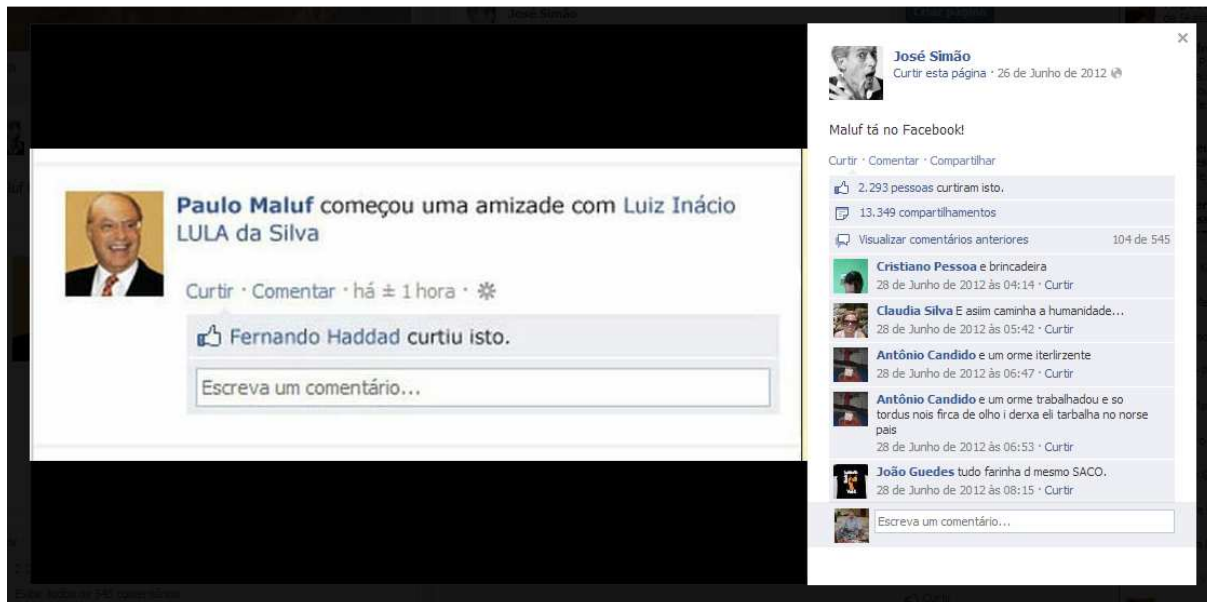 José Simão
Paulo Maluf começou uma amizade com Luiz Inácio
LULA da Silva
Curtir · Comentar · há ± 1 hora ·
Fernando Haddad curtiu isto.
Escreva um comentário...
José Simão
Curtir esta página · 26 de Junho de 2012
Maluf tá no Facebook!
Curtir · Comentar · Compartilhar
2.293 pessoas curtiram isto.
13.349 compartilhamentos
Visualizar comentários anteriores 104 de 545
Cristiano Pessoa e brincadeira
28 de Junho de 2012 às 04:14 · Curtir
Claudia Silva E asim caminha a humanidade...
28 de Junho de 2012 às 05:42 · Curtir
Antônio Candido e um orme iterlirzente
28 de Junho de 2012 às 06:47 · Curtir
Antônio Candido e um orme trabalhadou e so
tordus nois firca de olho i derxa eli tarbalha no norse
pais
28 de Junho de 2012 às 06:53 · Curtir
João Guedes tudo farinha d mesmo SACO.
28 de Junho de 2012 às 08:15 · Curtir
Escreva um comentário...